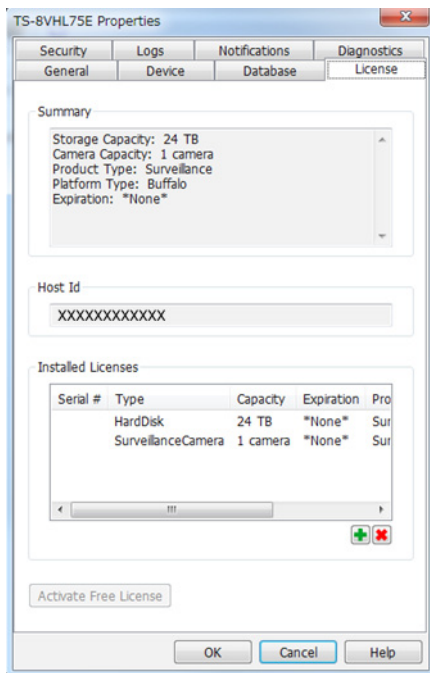 TS-8VHL75E Properties
Security Logs Notifications Diagnostics
General Device Database License
Summary
Storage Capacity: 24 TB
Camera Capacity: 1 camera
Product Type: Surveillance
Platform Type: Buffalo
Expiration: *None*
Host Id
XXXXXXXXXXXX
Installed Licenses
Serial # Type Capacity Expiration Pro
HardDisk 24 TB *None* Sur
SurveillanceCamera 1 camera *None* Sur
Activate Free License
OK Cancel Help